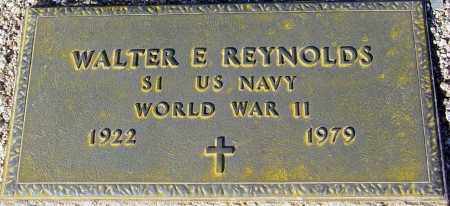 WALTER E REYNOLDS
S1 US NAVY
WORLD WAR II
1922 1979